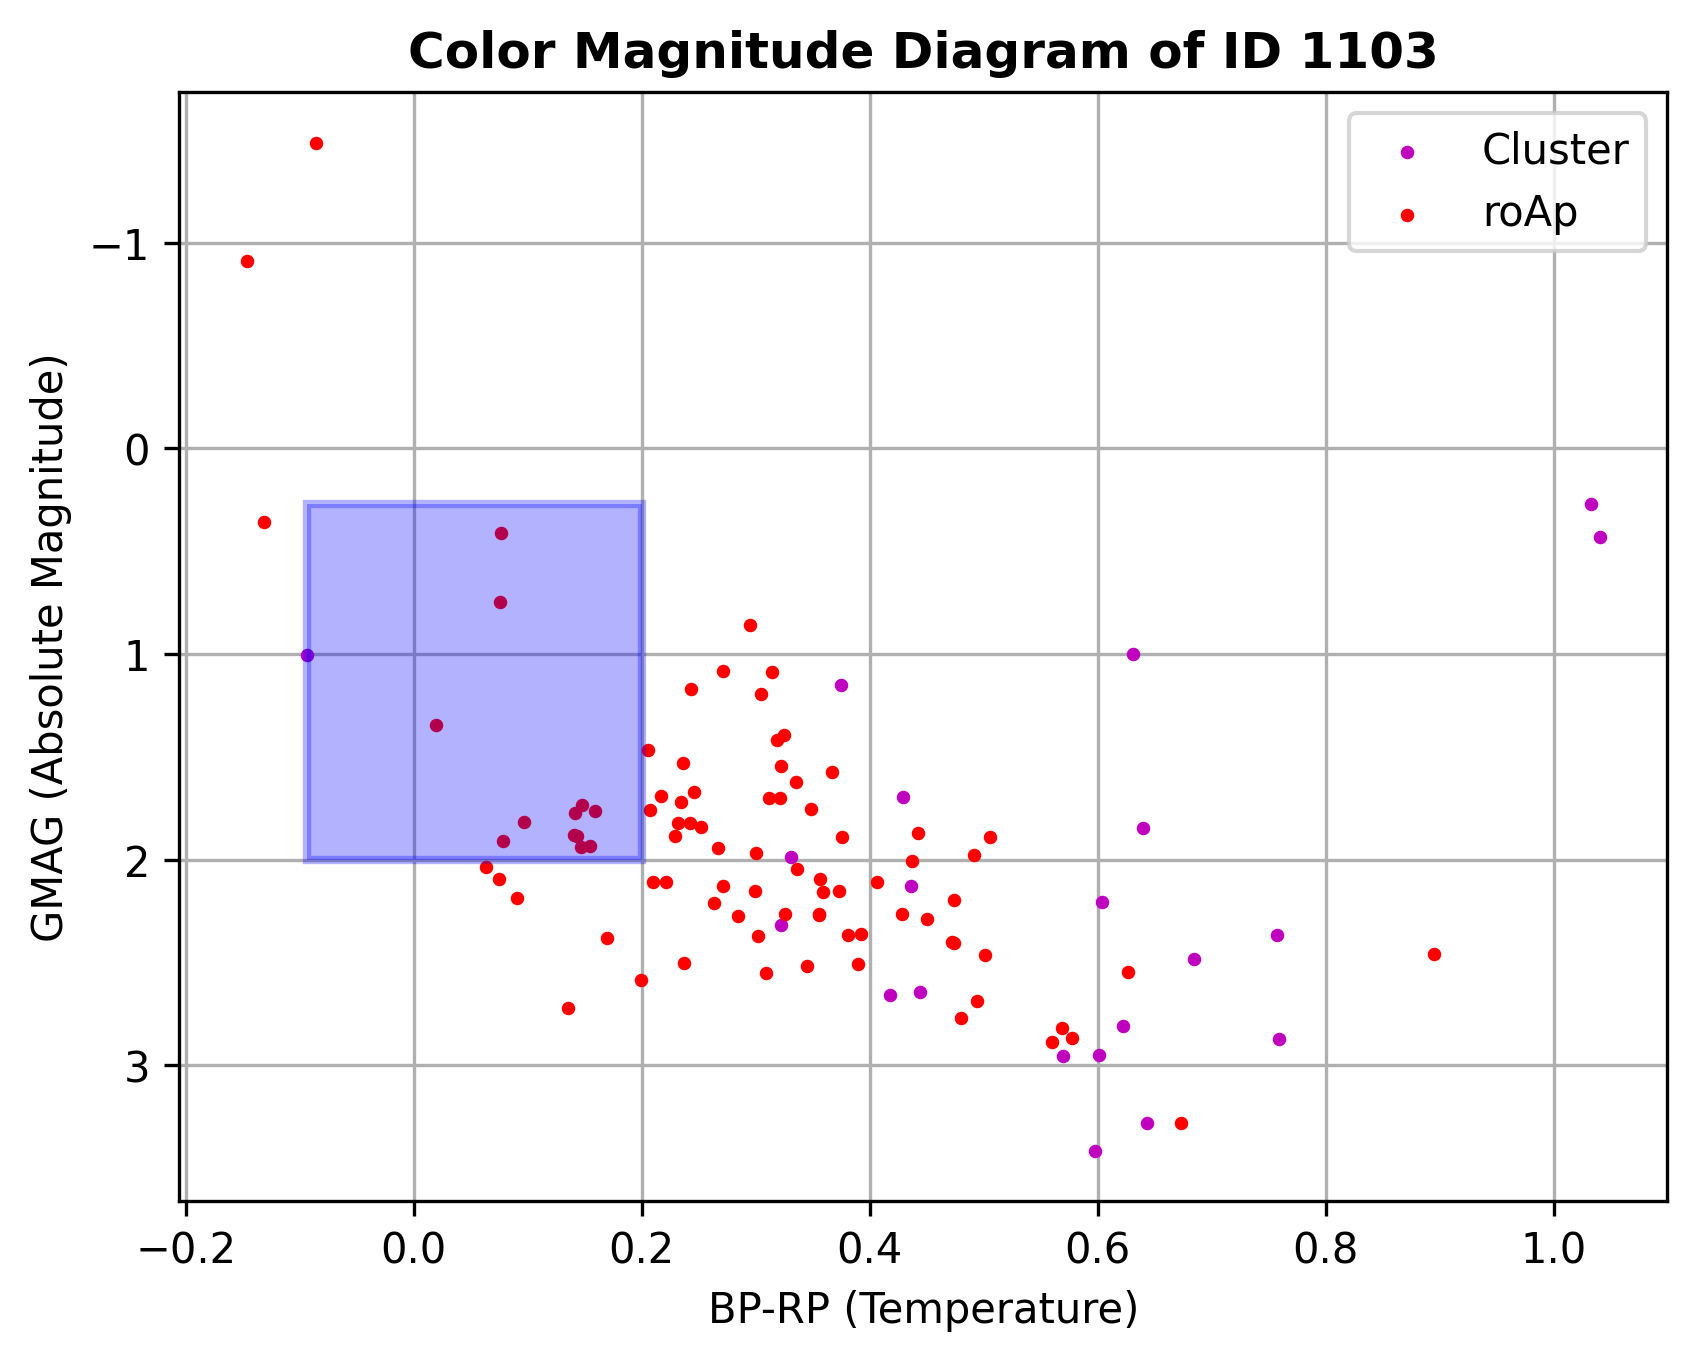 Color Magnitude Diagram of ID 1103
Cluster
roAp
−1
0
1
2
3
GMAG (Absolute Magnitude)
−0.2 0.0 0.2 0.4 0.6 0.8 1.0
BP-RP (Temperature)